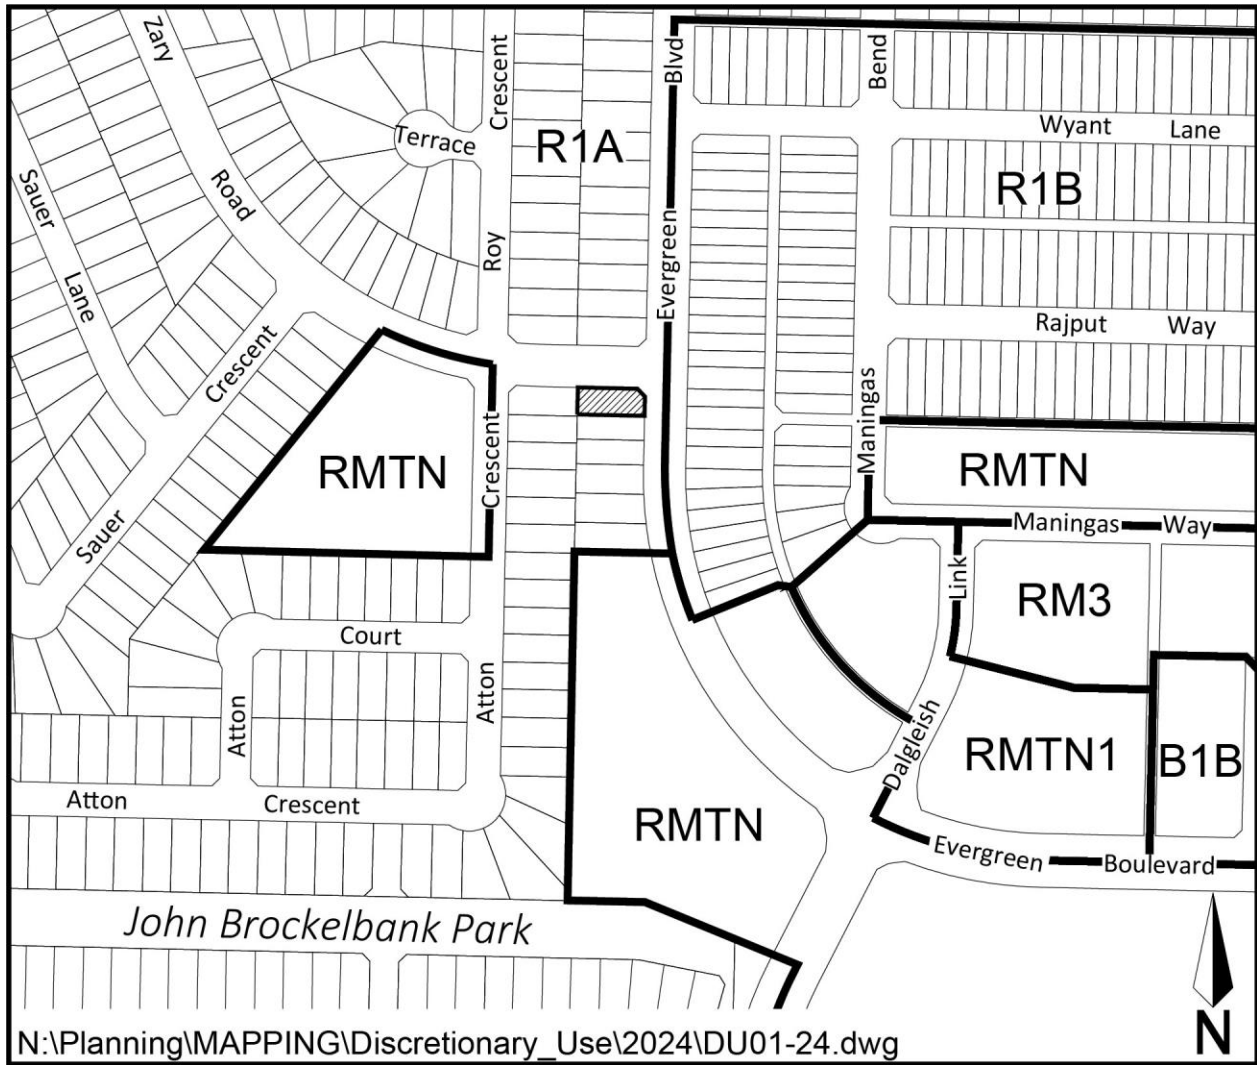 Zary
Road
Crescent
Blvd
Bend
Terrace
R1A
Wyant Lane
R1B
Sauer
Lane
Roy
Evergreen
Rajput Way
Crescent
Maningas
RMTN
Crescent
RMTN
Sauer
Maningas Way
Link
RM3
Court
Atton
Atton
Dalgleish
RMTN1
B1B
Atton Crescent
RMTN
Evergreen Boulevard
John Brockelbank Park
N
N:\Planning\MAPPING\Discretionary_Use\2024\DU01-24.dwg